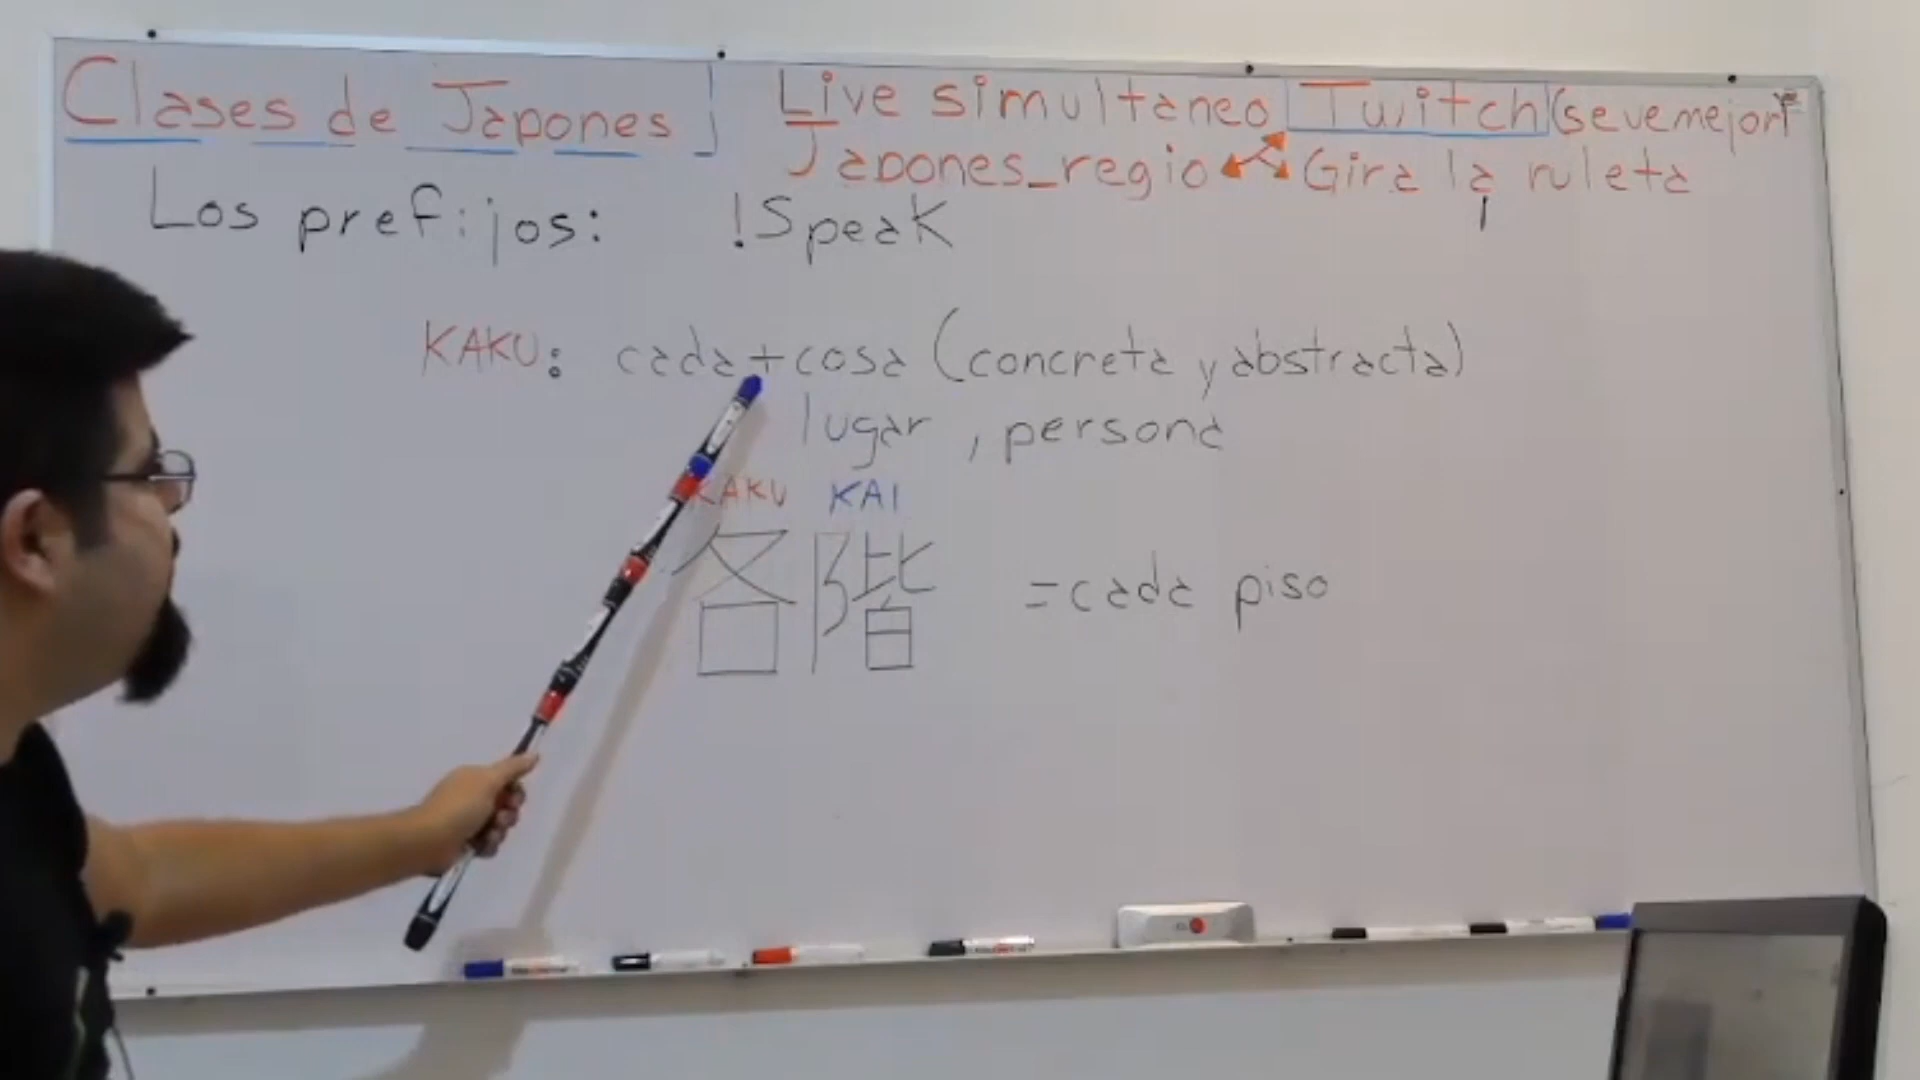 Clases de Japones
Live simultaneo Twitch (se ve mejor)
Japones_regio Gira la ruleta
Los prefijos: !Speak
KAKU: cada + cosa (concreta y abstracta)
lugar, persona
KAKU KAI
各階 = cada piso